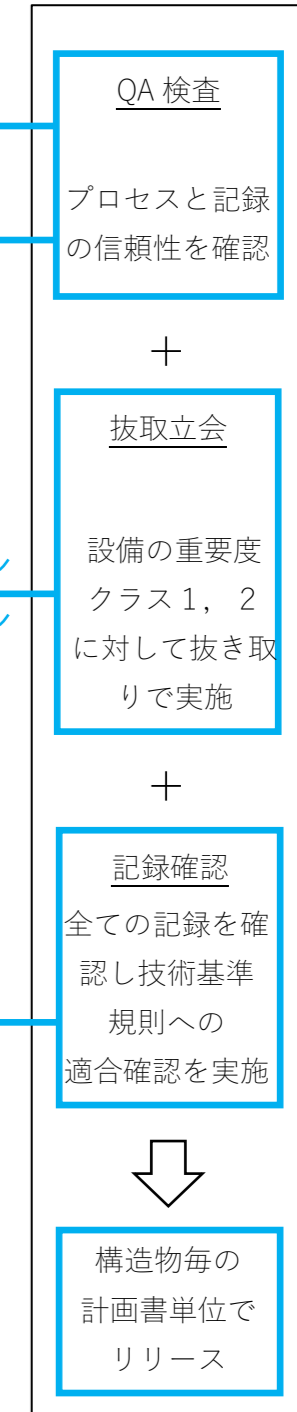 QA 検査
プロセスと記録
の信頼性を確認
＋
抜取立会
設備の重要度
クラス１，２
に対して抜き取
りで実施
＋
記録確認
全ての記録を確
認し技術基準
規則への
適合確認を実施
構造物毎の
計画書単位で
リリース